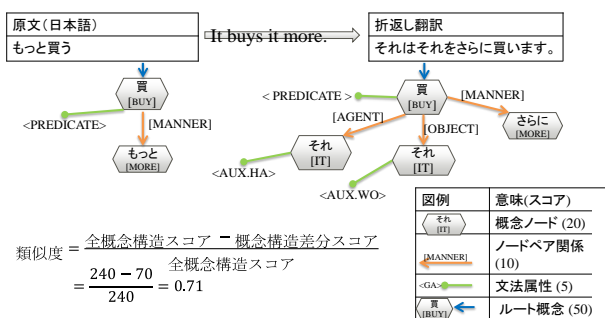 原文(日本語)
もっと買う
It buys it more.
折返し翻訳
それはそれをさらに買います。
買
[BUY]
<PREDICATE>
[MANNER]
もっと
[MORE]
買
[BUY]
< PREDICATE >
[MANNER]
[AGENT]
[OBJECT]
さらに
[MORE]
それ
[IT]
それ
[IT]
<AUX.HA>
<AUX.WO>
類似度 = 全概念構造スコア − 概念構造差分スコア
全概念構造スコア
= 240 − 70
240
= 0.71
図例 意味(スコア)
それ
[IT]
概念ノード (20)
[MANNER]
ノードペア関係
(10)
<GA>
文法属性 (5)
買
[BUY]
ルート概念 (50)